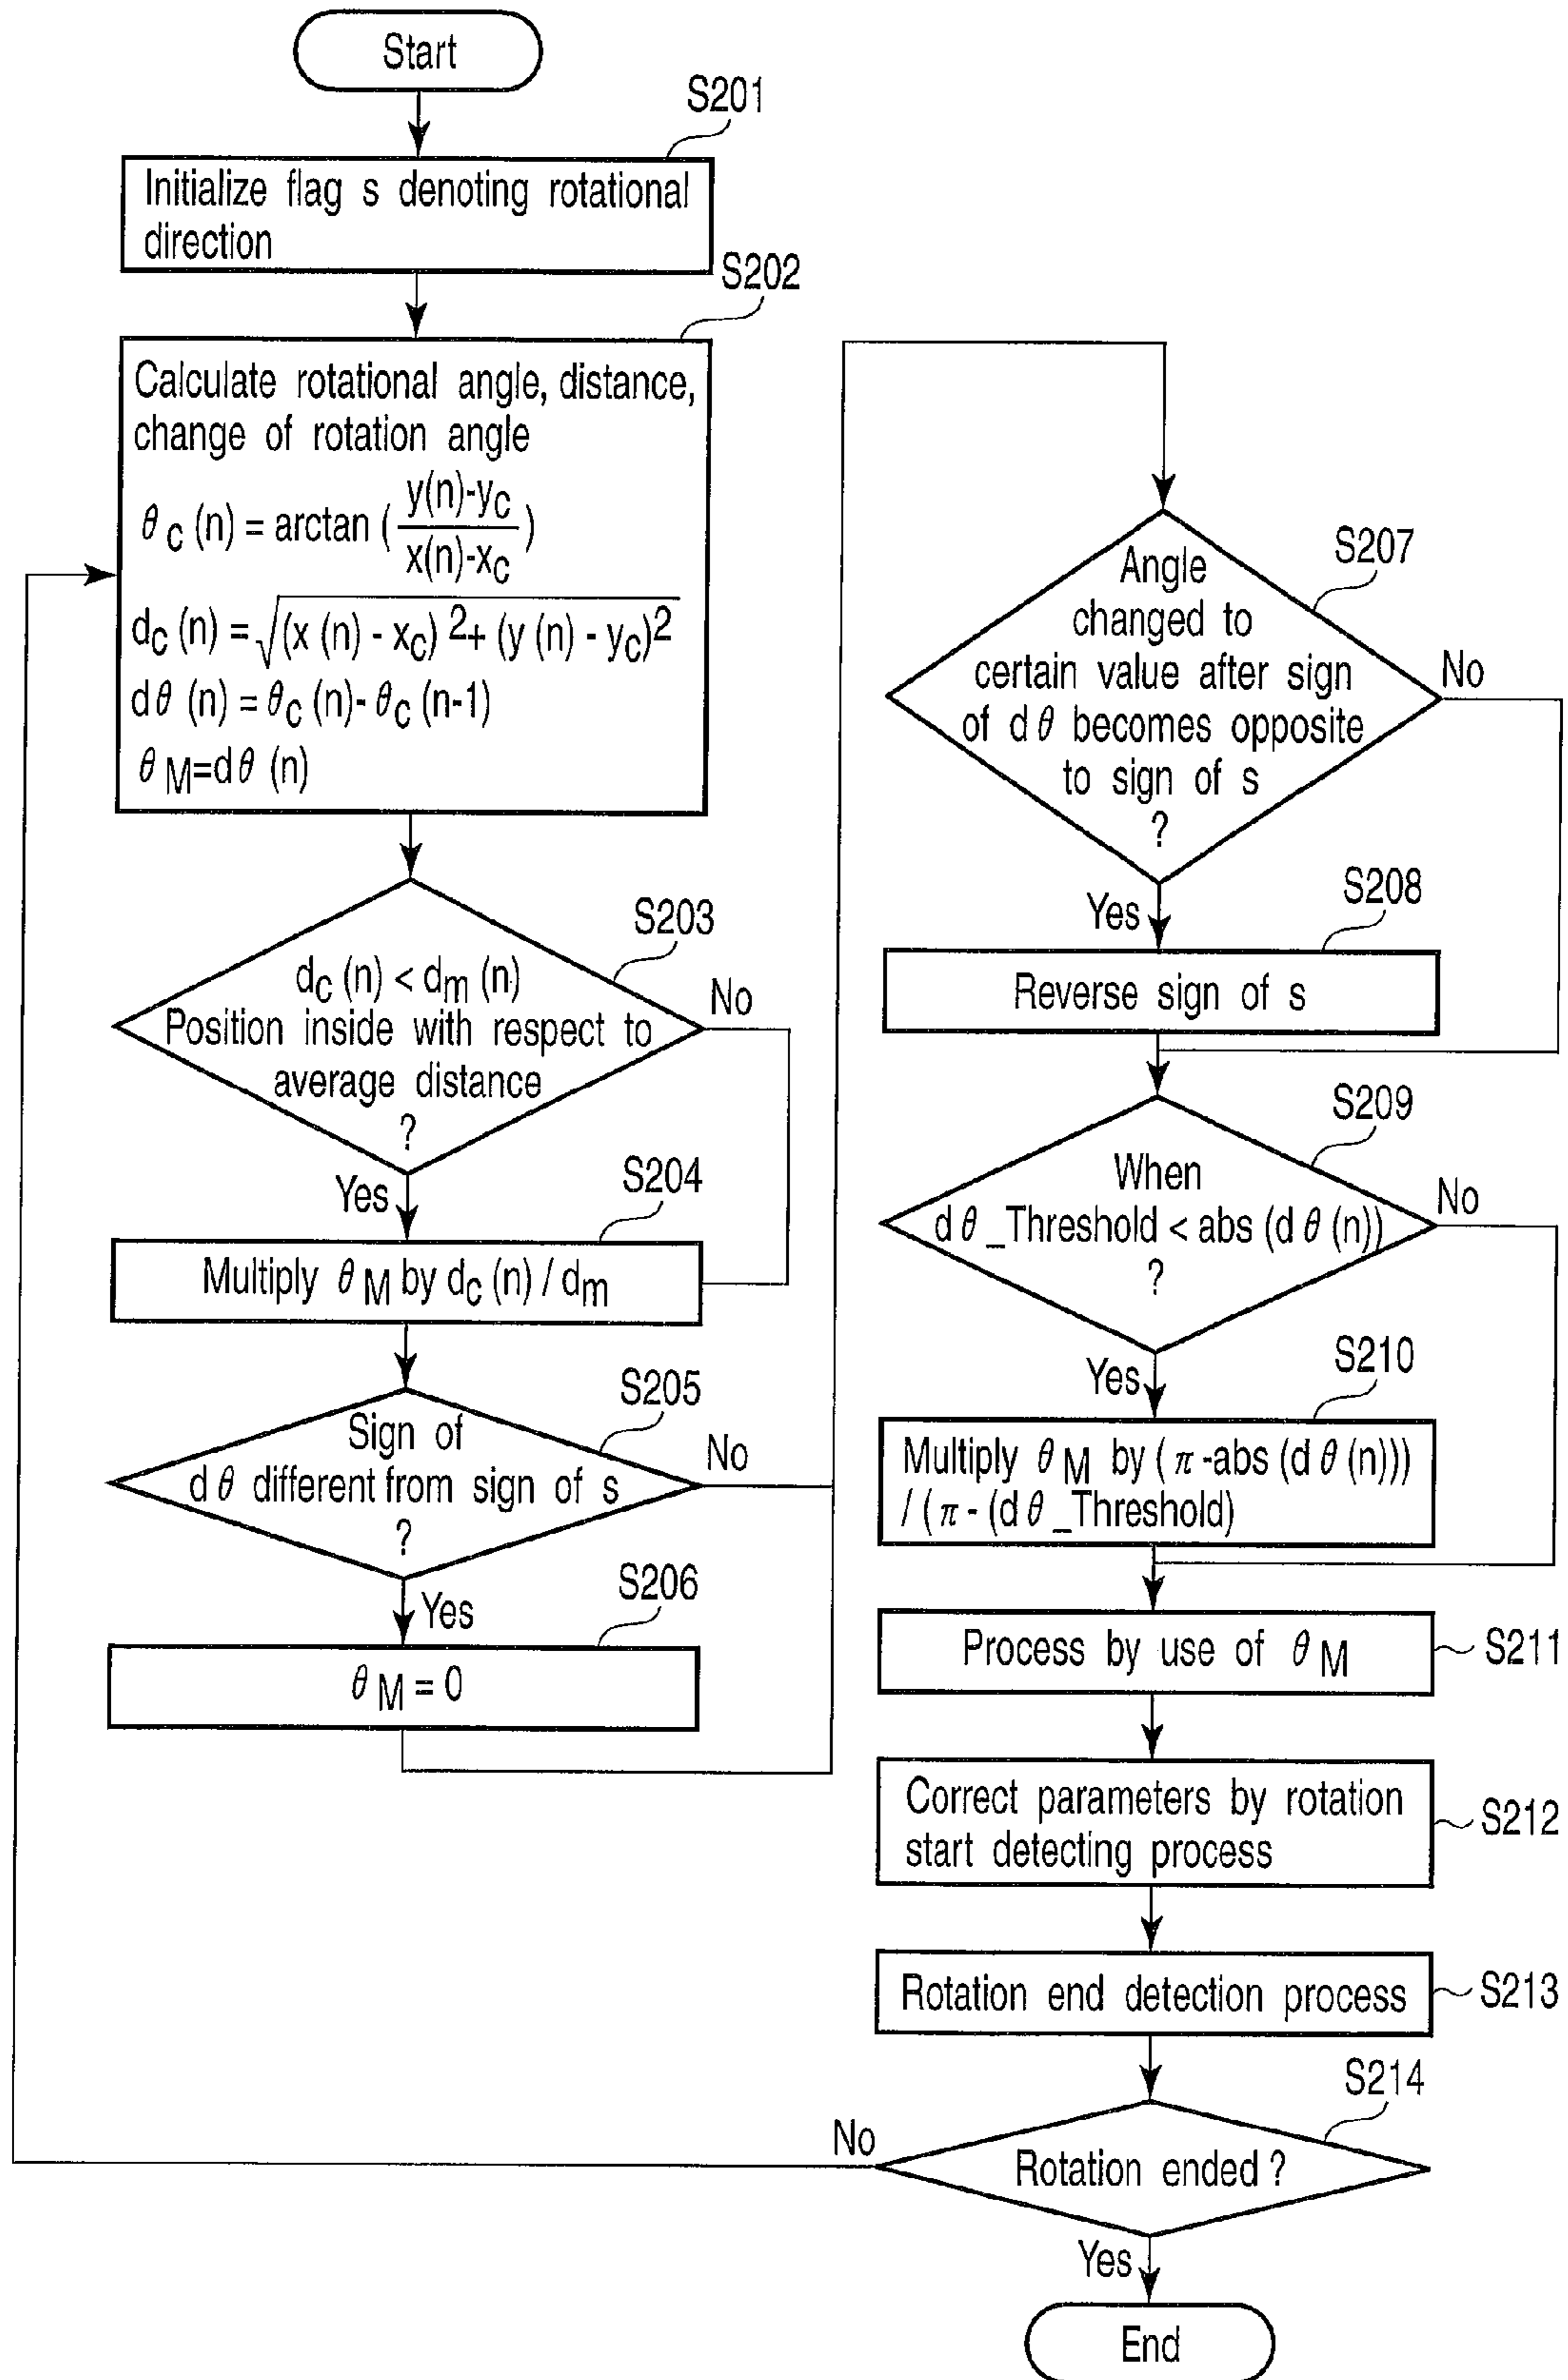 Start
S201
Initialize flag s denoting rotational
direction
S202
Calculate rotational angle, distance,
change of rotation angle
θc (n) = arctan ( y(n)-yc / x(n)-xc )
dc (n) = √(x (n) - xc) 2+ (y (n) - yc)2
dθ (n) = θc (n)- θc (n-1)
θM=dθ (n)
S203
dc (n) < dm (n)
Position inside with respect to
average distance
?
No
Yes
S204
Multiply θM by dc (n) / dm
S205
Sign of
dθ different from sign of s
?
No
Yes
S206
θM = 0
S207
Angle
changed to
certain value after sign
of dθ becomes opposite
to sign of s
?
No
Yes
S208
Reverse sign of s
S209
When
dθ_Threshold < abs (dθ (n))
?
No
Yes
S210
Multiply θM by (π-abs (dθ (n)))
/ (π - (dθ_Threshold)
Process by use of θM
S211
Correct parameters by rotation
start detecting process
S212
Rotation end detection process
S213
S214
No
Rotation ended ?
Yes
End